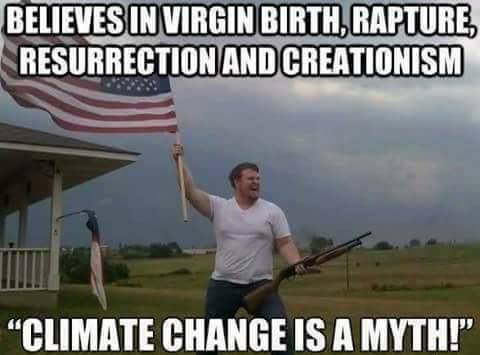 BELIEVES IN VIRGIN BIRTH, RAPTURE,
RESURRECTION AND CREATIONISM
“CLIMATE CHANGE IS A MYTH!”